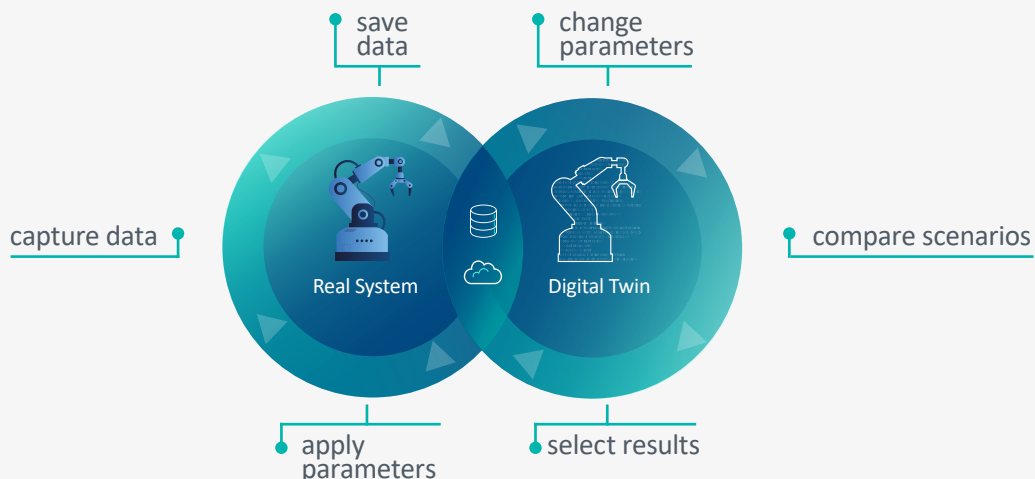 save
data
change
parameters
capture data
compare scenarios
Real System
Digital Twin
apply
parameters
select results